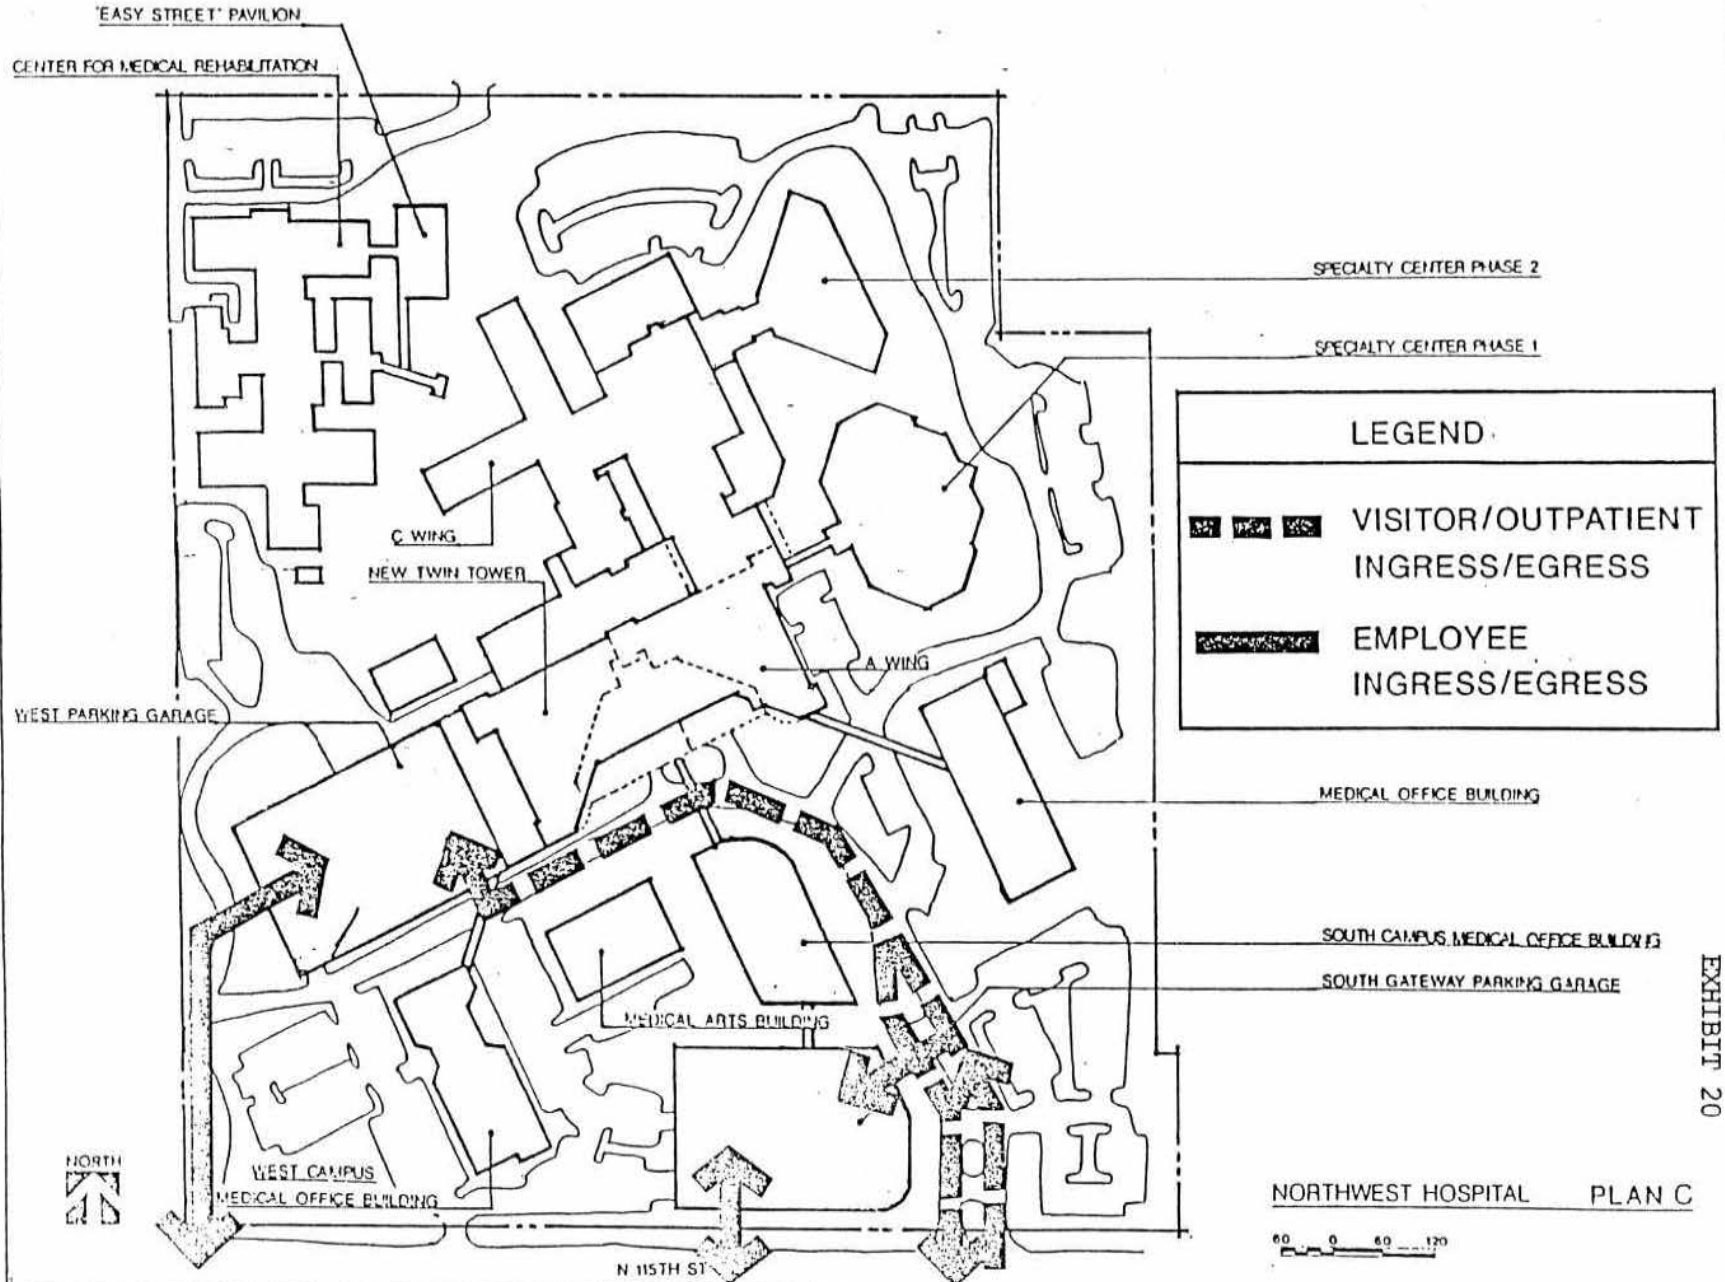 'EASY STREET' PAVILION
CENTER FOR MEDICAL REHABILITATION
SPECIALTY CENTER PHASE 2
SPECIALTY CENTER PHASE 1
LEGEND
VISITOR/OUTPATIENT
INGRESS/EGRESS
EMPLOYEE
INGRESS/EGRESS
C WING
NEW TWIN TOWER
A WING
WEST PARKING GARAGE
MEDICAL OFFICE BUILDING
SOUTH CAMPUS MEDICAL OFFICE BUILDING
SOUTH GATEWAY PARKING GARAGE
MEDICAL ARTS BUILDING
EXHIBIT 20
NORTH
WEST CAMPUS
MEDICAL OFFICE BUILDING
NORTHWEST HOSPITAL PLAN C
60 0 60 120
N 115TH ST